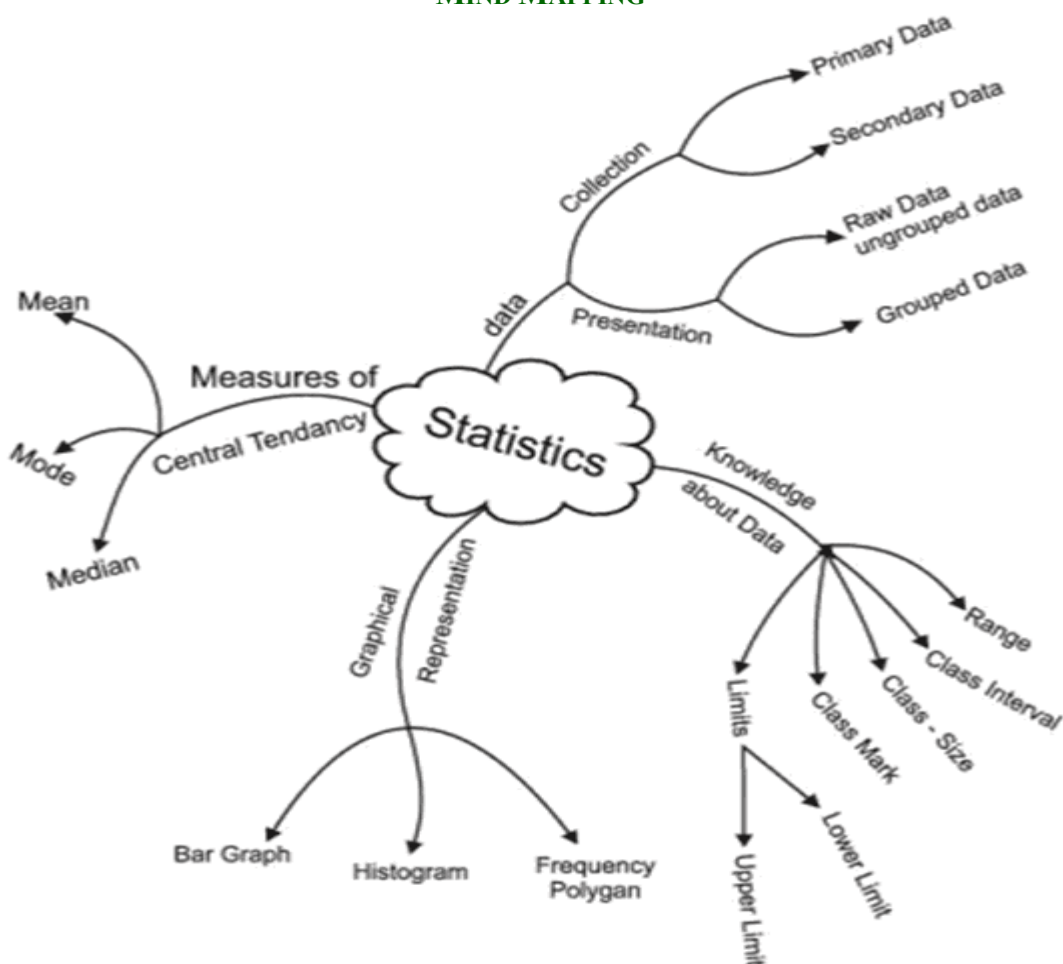 MIND MAPPING
Primary Data
Secondary Data
Collection
Raw Data
ungrouped data
Grouped Data
data
Presentation
Mean
Measures of
Central Tendancy
Mode
Median
Statistics
Knowledge
about Data
Range
Class Interval
Class - Size
Class Mark
Limits
Lower Limit
Upper Limit
Graphical
Representation
Bar Graph
Histogram
Frequency
Polygan